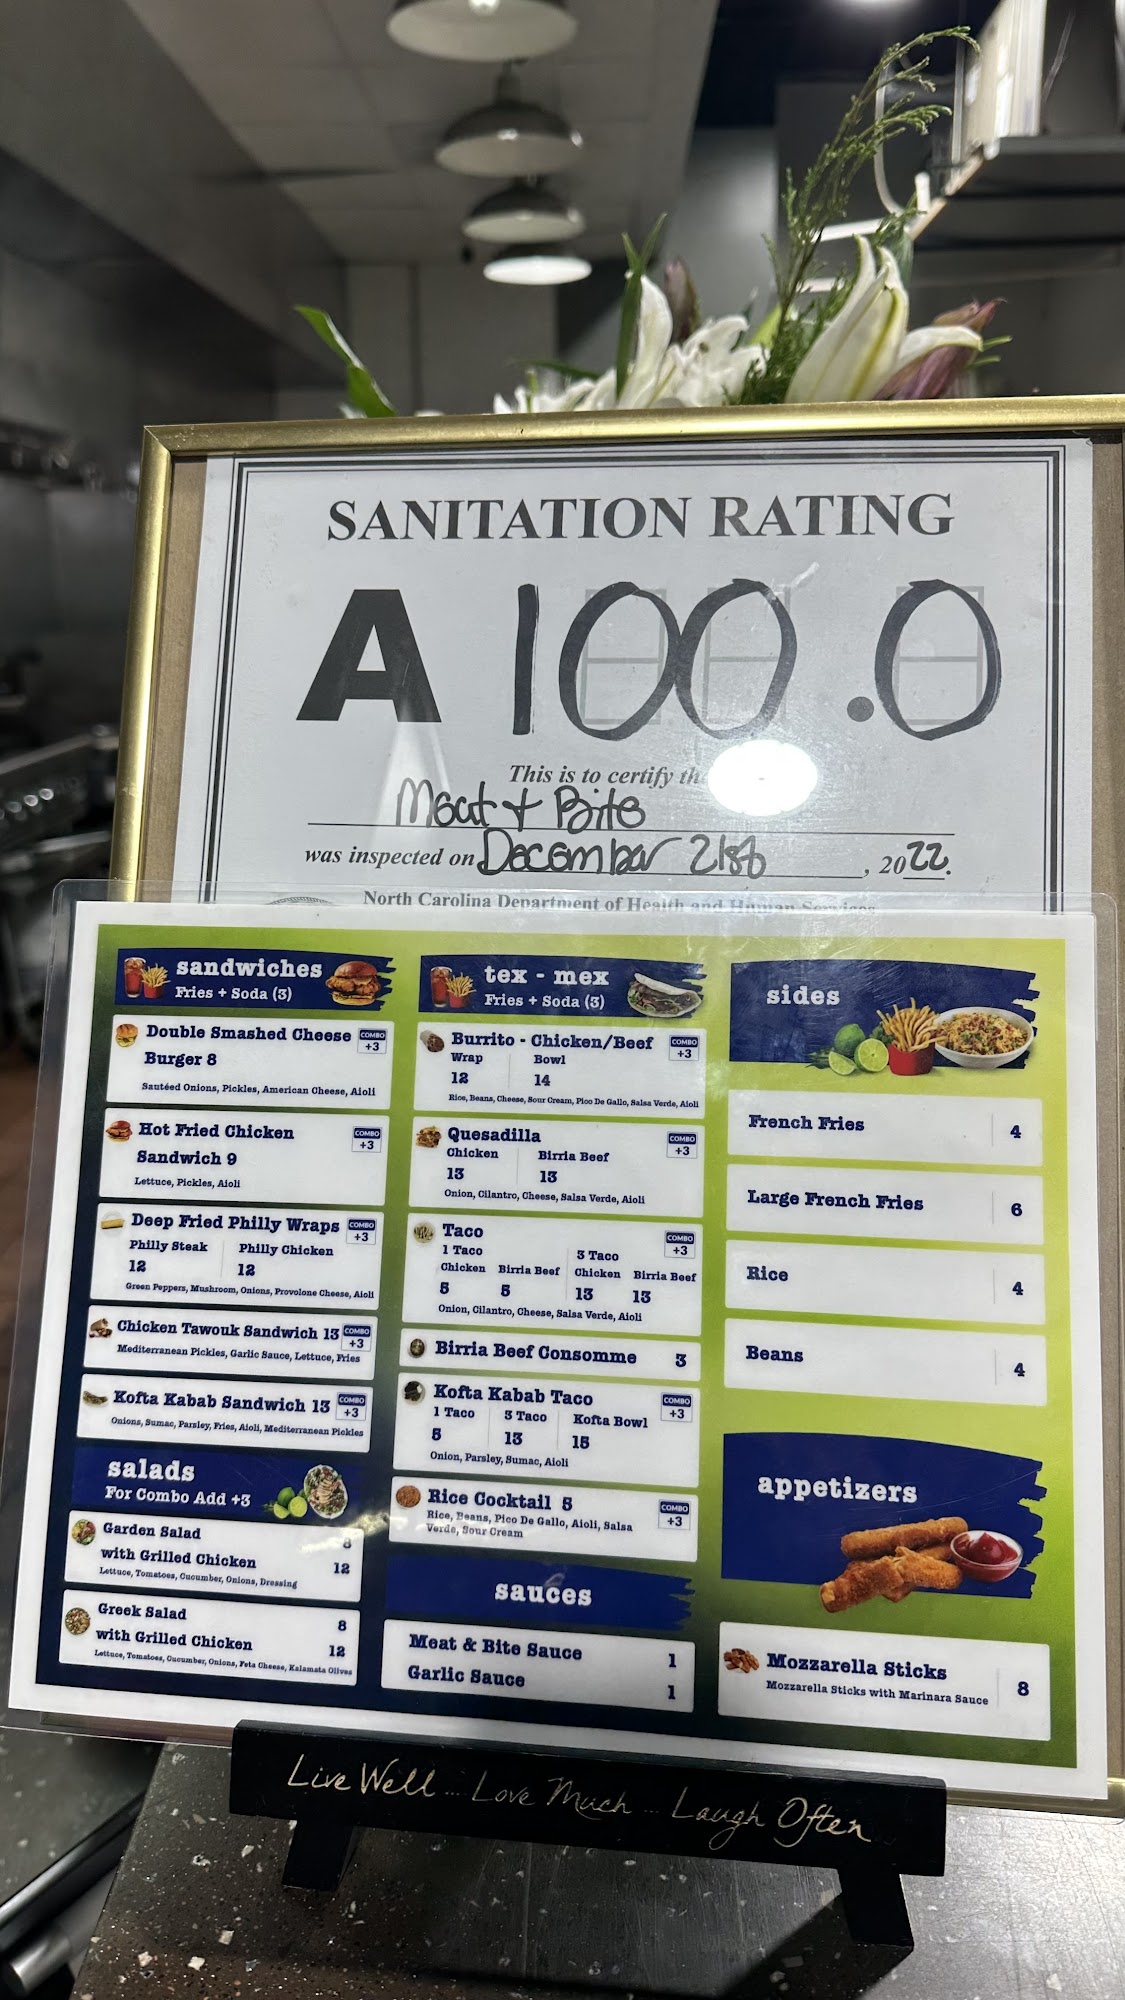 SANITATION RATING
A 100.0
This is to certify
Meat & Bite
was inspected on December 21st, 2022.
North Carolina Department of Health and Human Services
sandwiches
Fries + Soda (3)
Double Smashed Cheese
Burger 8
COMBO
+3
Sautéed Onions, Pickles, American Cheese, Aioli
Hot Fried Chicken
Sandwich 9
COMBO
+3
Lettuce, Pickles, Aioli
Deep Fried Philly Wraps
COMBO
+3
Philly Steak Philly Chicken
12 12
Green Peppers, Mushroom, Onions, Provolone Cheese, Aioli
Chicken Tawouk Sandwich 13
COMBO
+3
Mediterranean Pickles, Garlic Sauce, Lettuce, Fries
Kofta Kabab Sandwich 13
COMBO
+3
Onions, Sumac, Parsley, Fries, Aioli, Mediterranean Pickles
salads
For Combo Add +3
Garden Salad 8
with Grilled Chicken 12
Lettuce, Tomatoes, Cucumber, Onions, Dressing
Greek Salad 8
with Grilled Chicken 12
Lettuce, Tomatoes, Cucumber, Onions, Feta Cheese, Kalamata Olives
tex - mex
Fries + Soda (3)
Burrito - Chicken/Beef
COMBO
+3
Wrap Bowl
12 14
Rice, Beans, Cheese, Sour Cream, Pico De Gallo, Salsa Verde, Aioli
Quesadilla
COMBO
+3
Chicken Birria Beef
13 13
Onion, Cilantro, Cheese, Salsa Verde, Aioli
Taco
COMBO
+3
1 Taco 3 Taco
Chicken Birria Beef Chicken Birria Beef
5 5 13 13
Onion, Cilantro, Cheese, Salsa Verde, Aioli
Birria Beef Consomme 3
Kofta Kabab Taco
COMBO
+3
1 Taco 3 Taco Kofta Bowl
5 13 15
Onion, Parsley, Sumac, Aioli
Rice Cocktail 5
COMBO
+3
Rice, Beans, Pico De Gallo, Aioli, Salsa
Verde, Sour Cream
sauces
Meat & Bite Sauce 1
Garlic Sauce 1
sides
French Fries 4
Large French Fries 6
Rice 4
Beans 4
appetizers
Mozzarella Sticks 8
Mozzarella Sticks with Marinara Sauce
Live Well ... Love Much ... Laugh Often